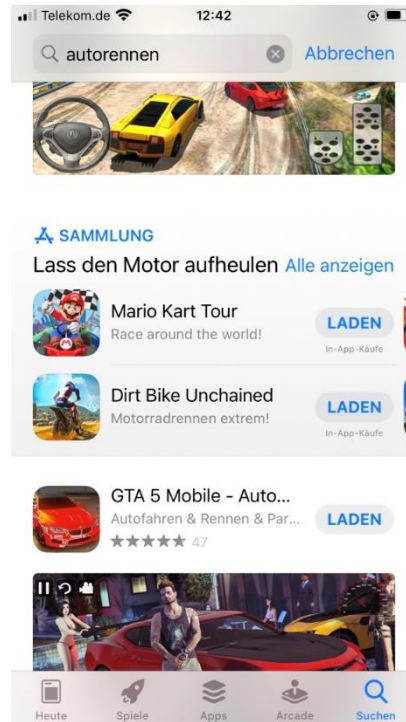 Telekom.de 12:42
autorennen Abbrechen
SAMMLUNG
Lass den Motor aufheulen Alle anzeigen
Mario Kart Tour
Race around the world!
LADEN
In-App-Käufe
Dirt Bike Unchained
Motorradrennen extrem!
LADEN
In-App-Käufe
GTA 5 Mobile - Auto...
Autofahren & Rennen & Par...
47
LADEN
Heute Spiele Apps Arcade Suchen